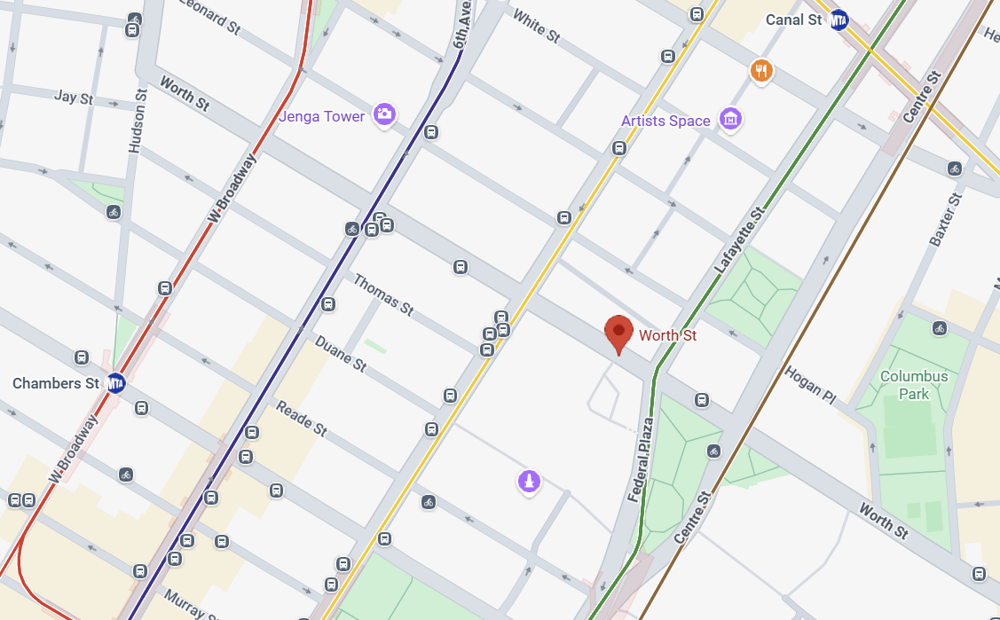 Leonard St
6th Ave
White St
Canal St
MTA
Jay St
Worth St
Hudson St
Jenga Tower
Artists Space
Centre St
W Broadway
Baxter St
Lafayette St
Thomas St
Worth St
Duane St
Chambers St
MTA
Hogan Pl
Columbus
Park
Reade St
W Broadway
Federal Plaza
Centre St
Worth St
Murray S